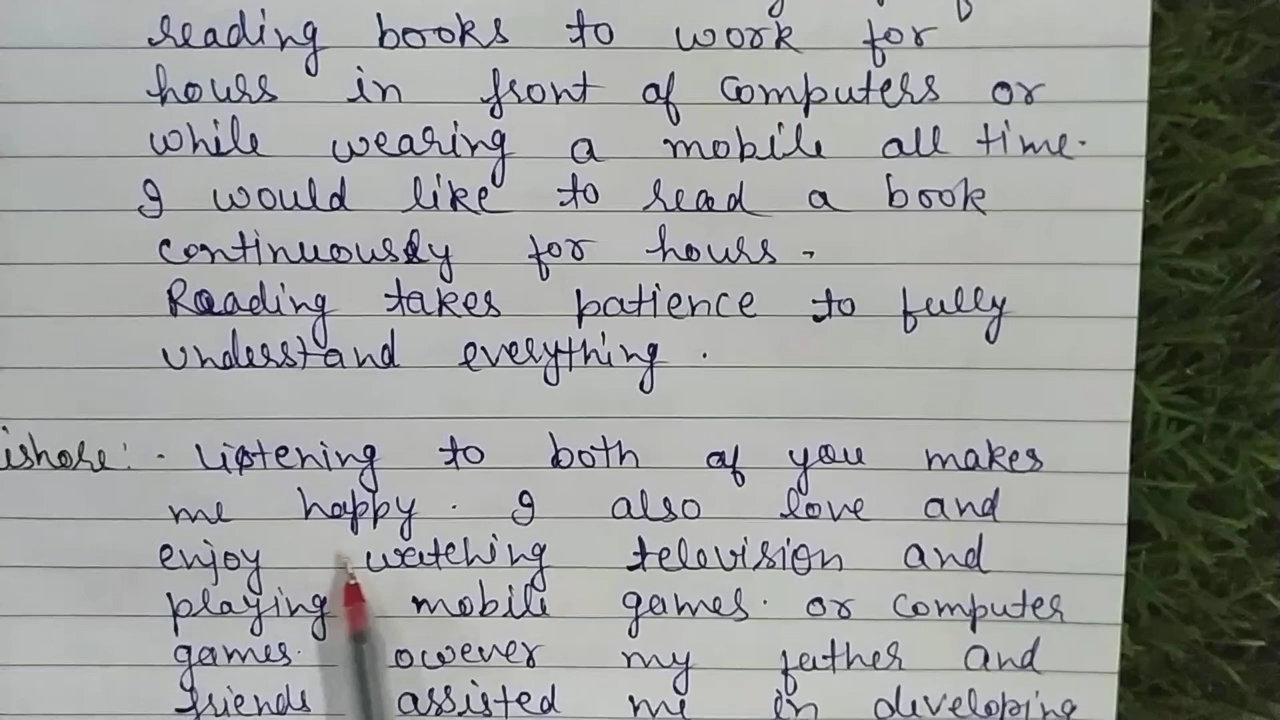 reading books to work for
hours in front of computers or
while wearing a mobile all time.
I would like to read a book
continuously for hours.
Reading takes patience to fully
understand everything.
ishore: Listening to both of you makes
me happy. I also love and
enjoy watching television and
playing mobile games. or computer
games. owever my father and
friends assisted me in developing